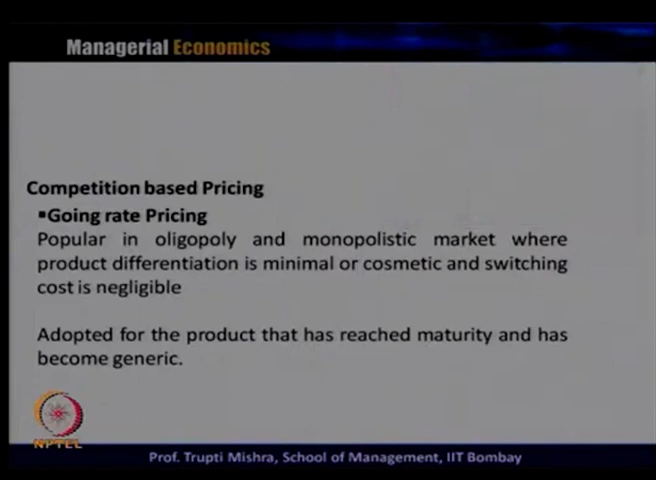 Managerial Economics
Competition based Pricing
▪Going rate Pricing
Popular in oligopoly and monopolistic market where
product differentiation is minimal or cosmetic and switching
cost is negligible
Adopted for the product that has reached maturity and has
become generic.
NPTEL
Prof. Trupti Mishra, School of Management, IIT Bombay